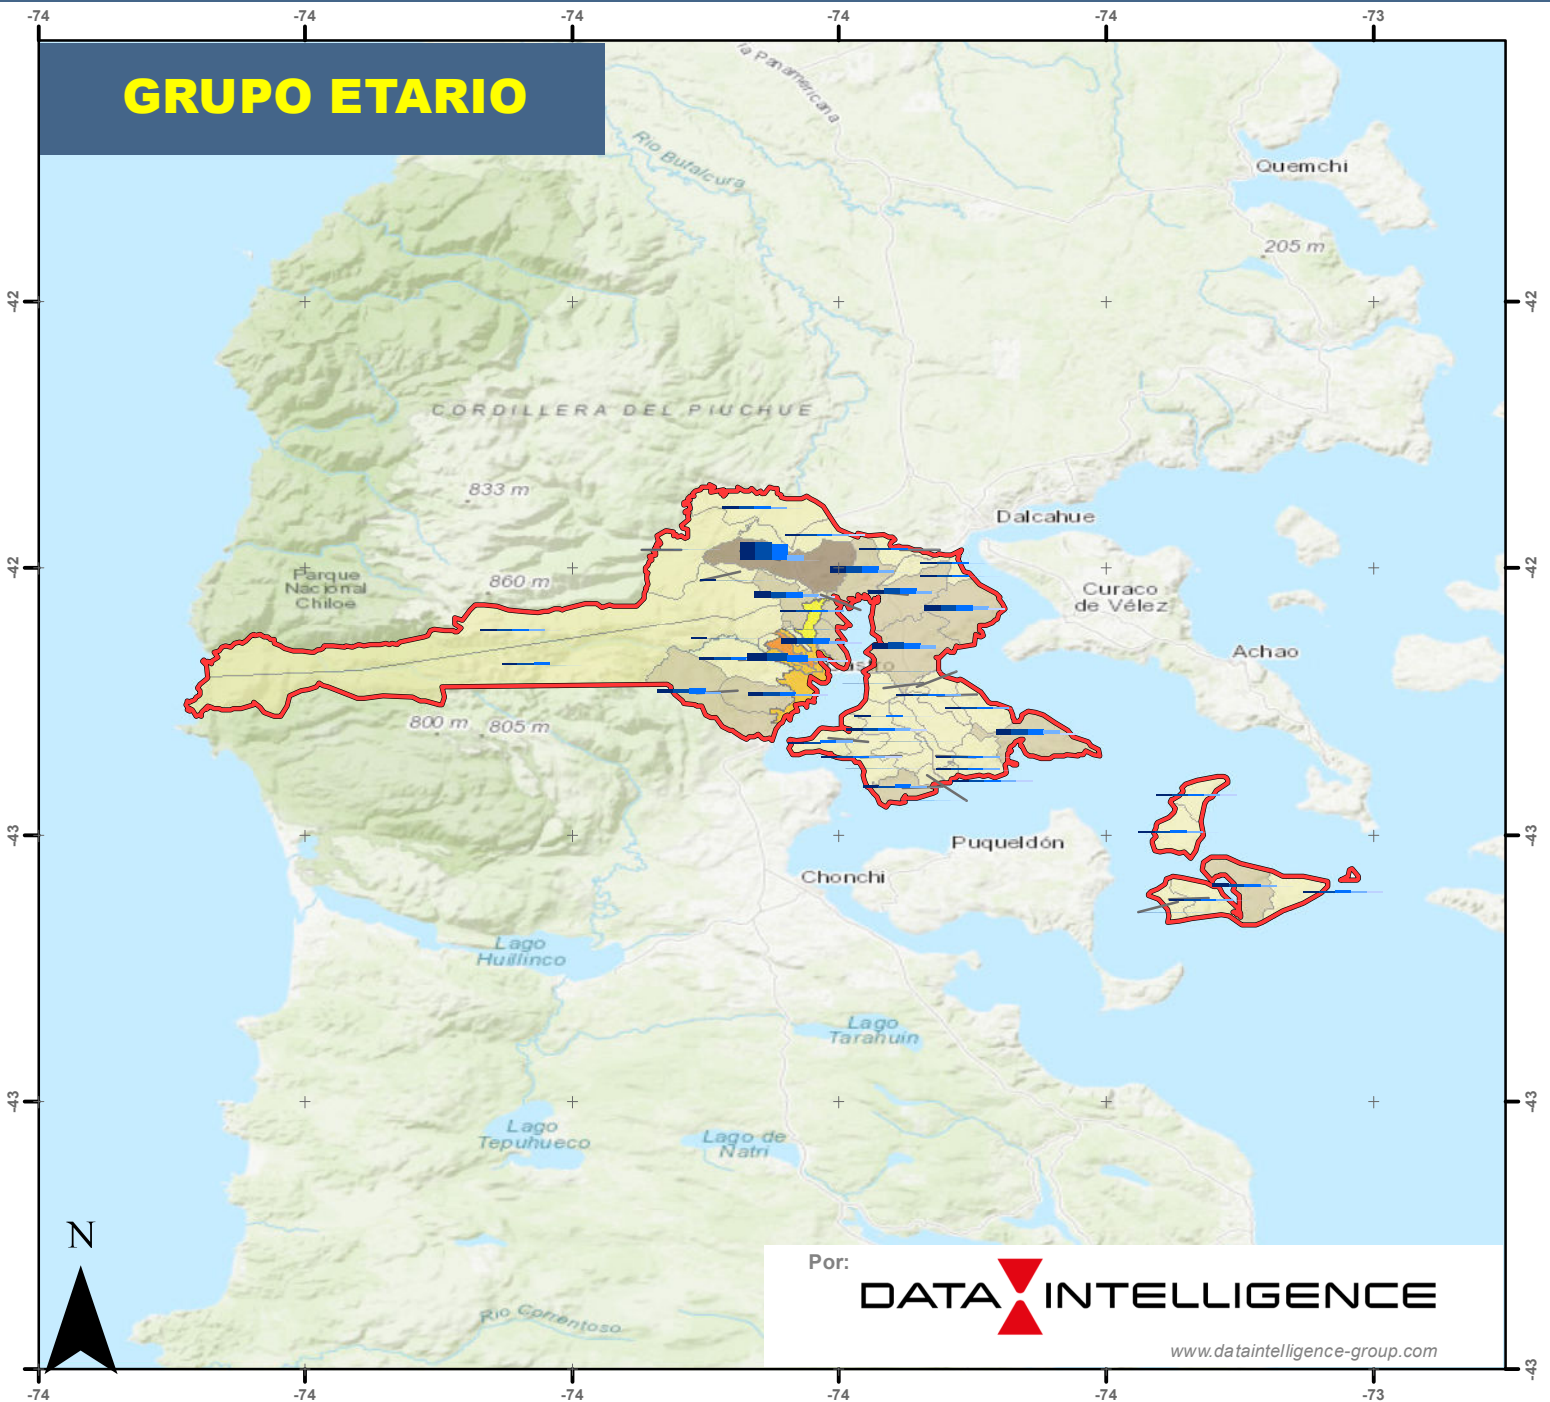 -74 -74 -74 -74 -74 -73
GRUPO ETARIO
Panamericana
Rio Butalcura
Quemchi
205 m
42 42
CORDILLERA DEL PIUCHUE
833 m
Dalcahue
42 42
Parque
Nacional
Chiloe
860 m
Curaco
de Vélez
Achao
800 m 805 m
43 43
Puqueldón
Chonchi
Lago
Huillinco
Lago
Tarahuin
43 43
Lago
Tepuhueco
Lago de
Natri
N
Por:
DATA INTELLIGENCE
Rio Correntoso
www.dataintelligence-group.com
43
-74 -74 -74 -74 -74 -73